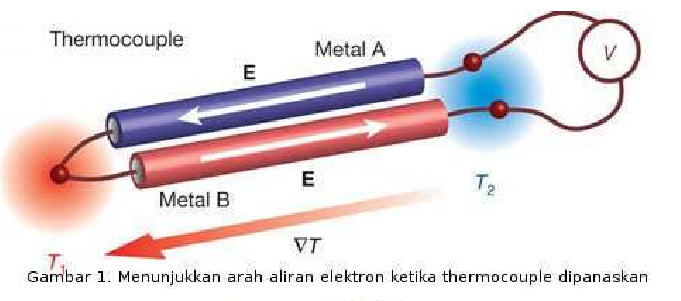 Thermocouple
Metal A
V
E
E
Metal B
T2
∇T
T1
Gambar 1. Menunjukkan arah aliran elektron ketika thermocouple dipanaskan